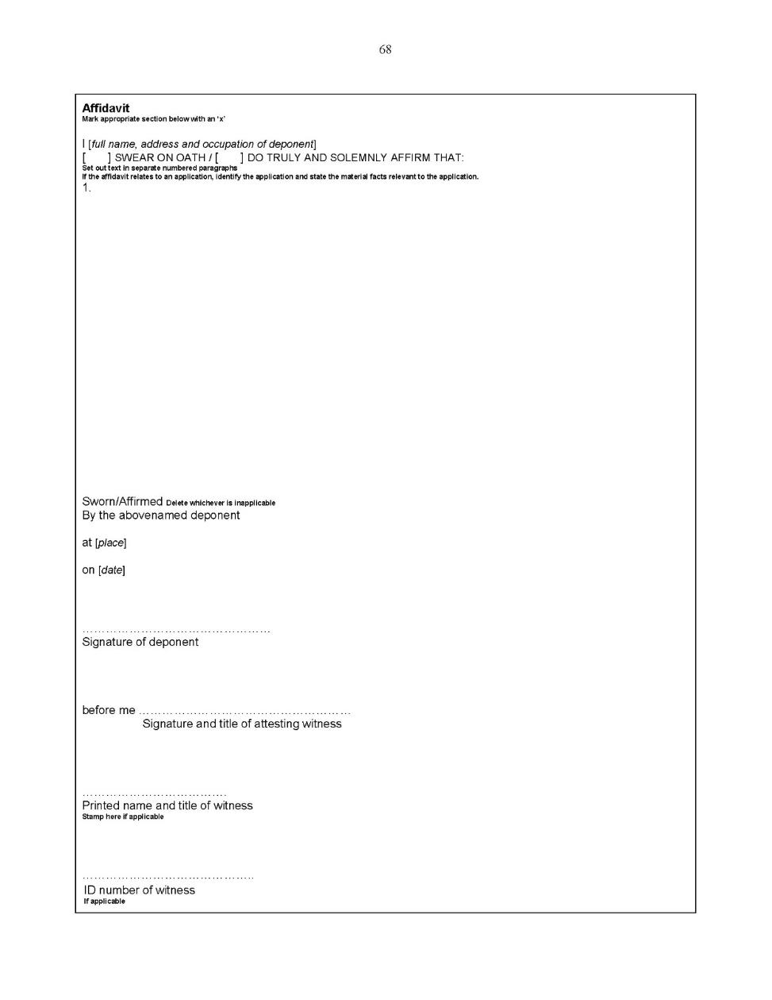 68
Affidavit
Mark appropriate section below with an ‘x’
I [full name, address and occupation of deponent]
[ ] SWEAR ON OATH / [ ] DO TRULY AND SOLEMNLY AFFIRM THAT:
Set out text in separate numbered paragraphs
If the affidavit relates to an application, identify the application and state the material facts relevant to the application.
1.
Sworn/Affirmed Delete whichever is inapplicable
By the abovenamed deponent
at [place]
on [date]
…………………………………………
Signature of deponent
before me ………………………………………………
Signature and title of attesting witness
……………………………….
Printed name and title of witness
Stamp here if applicable
……………………………………..
ID number of witness
If applicable